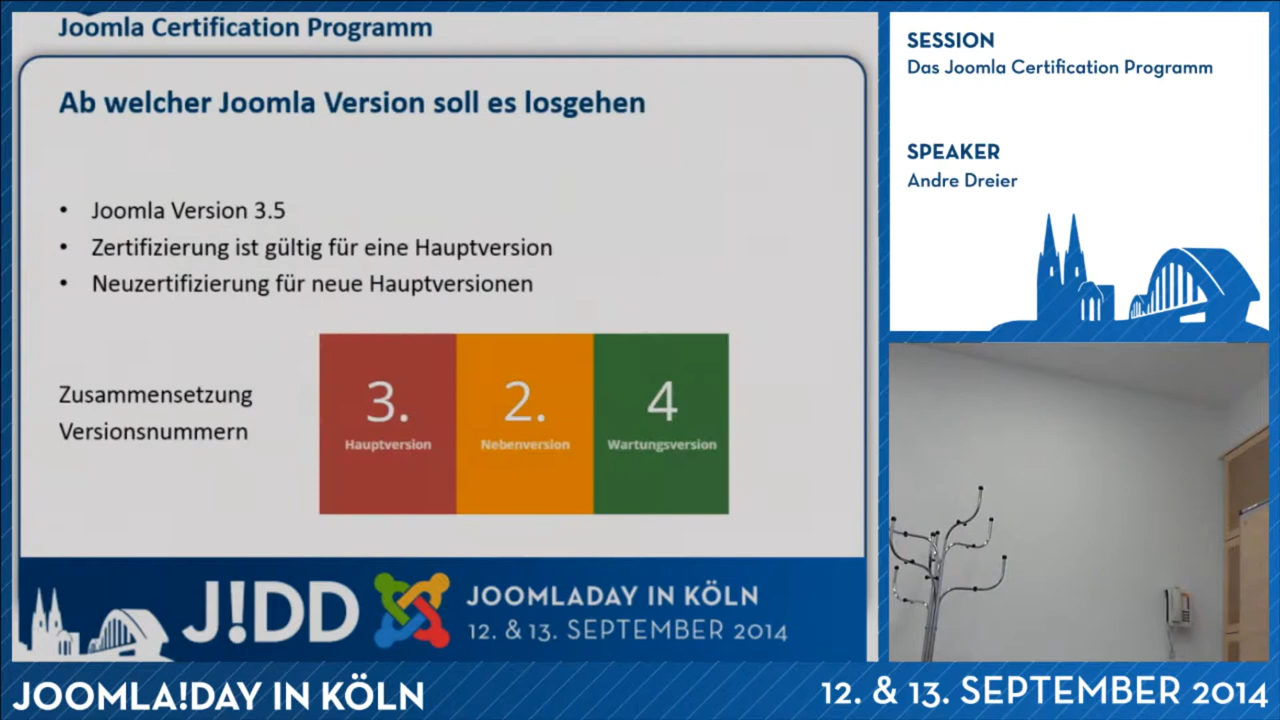 Joomla Certification Programm
Ab welcher Joomla Version soll es losgehen
• Joomla Version 3.5
• Zertifizierung ist gültig für eine Hauptversion
• Neuzertifizierung für neue Hauptversionen
Zusammensetzung
Versionsnummern
3. 2. 4
Hauptversion Nebenversion Wartungsversion
J!DD
JOOMLADAY IN KÖLN
12. & 13. SEPTEMBER 2014
SESSION
Das Joomla Certification Programm
SPEAKER
Andre Dreier
JOOMLA!DAY IN KÖLN
12. & 13. SEPTEMBER 2014